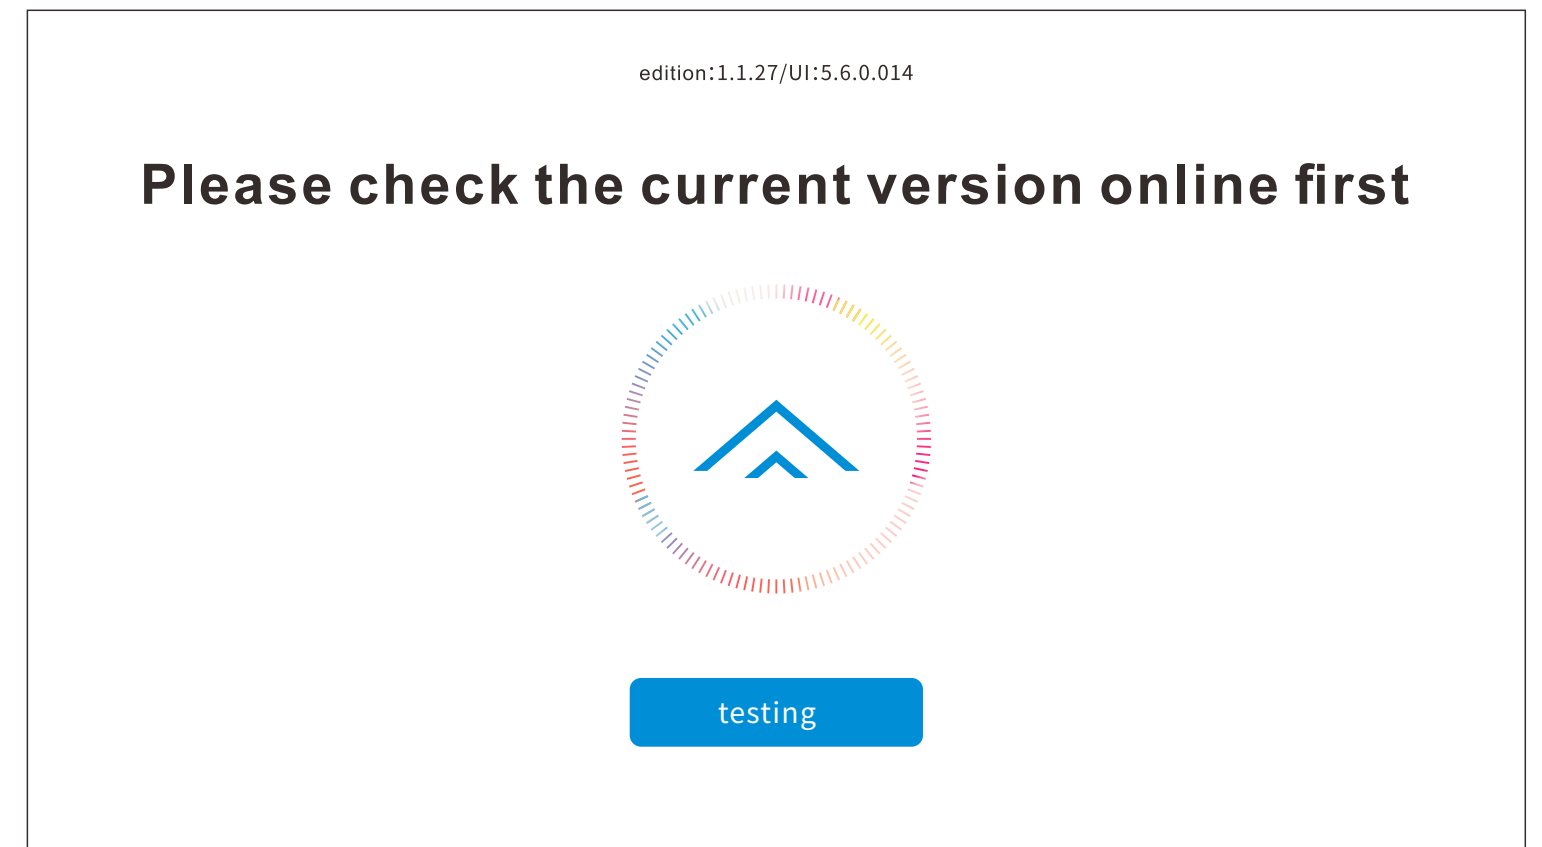 edition:1.1.27/UI:5.6.0.014
Please check the current version online first
testing